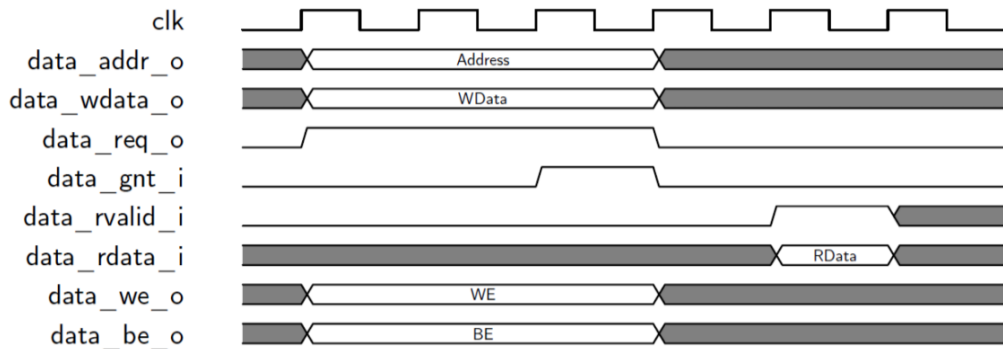 clk
data_addr_o Address
data_wdata_o WData
data_req_o
data_gnt_i
data_rvalid_i
data_rdata_i RData
data_we_o WE
data_be_o BE